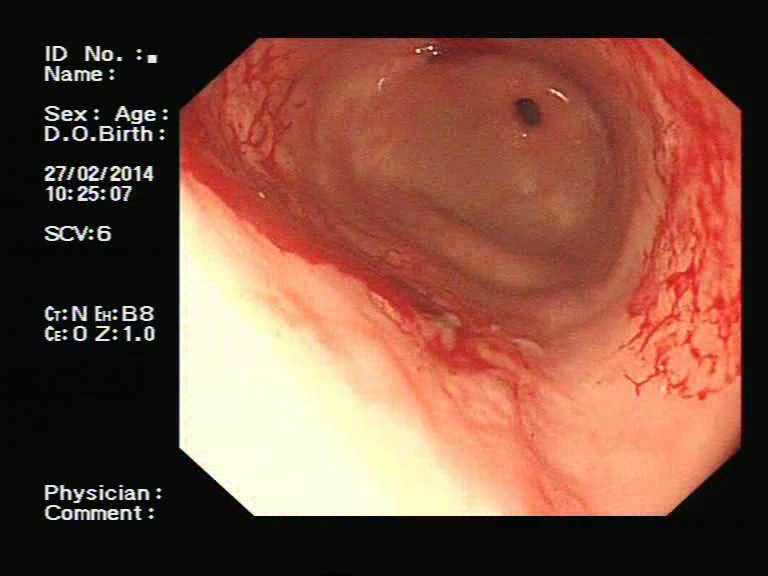 ID No. :
Name:
Sex: Age:
D.O.Birth:
27/02/2014
10:25:07
SCV:6
CT:N EH:B8
CE:0 Z:1.0
Physician:
Comment: